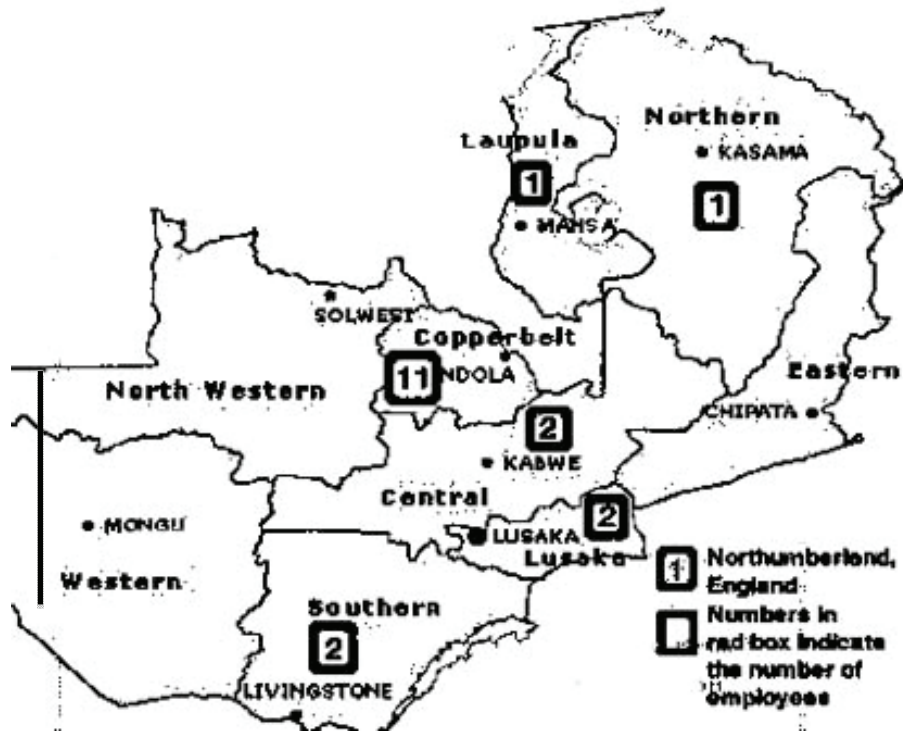 Northern
Laupula
KASAMA
1
1
MANSA
SOLWEST
Copperbelt
NDOLA
11
North Western
Eastern
CHIPATA
2
KABWE
Central
2
MONGU
LUSAKA
Lusaka
Western
1 Northumberland,
England
Southern
Numbers in
red box indicate
the number of
employees
2
LIVINGSTONE